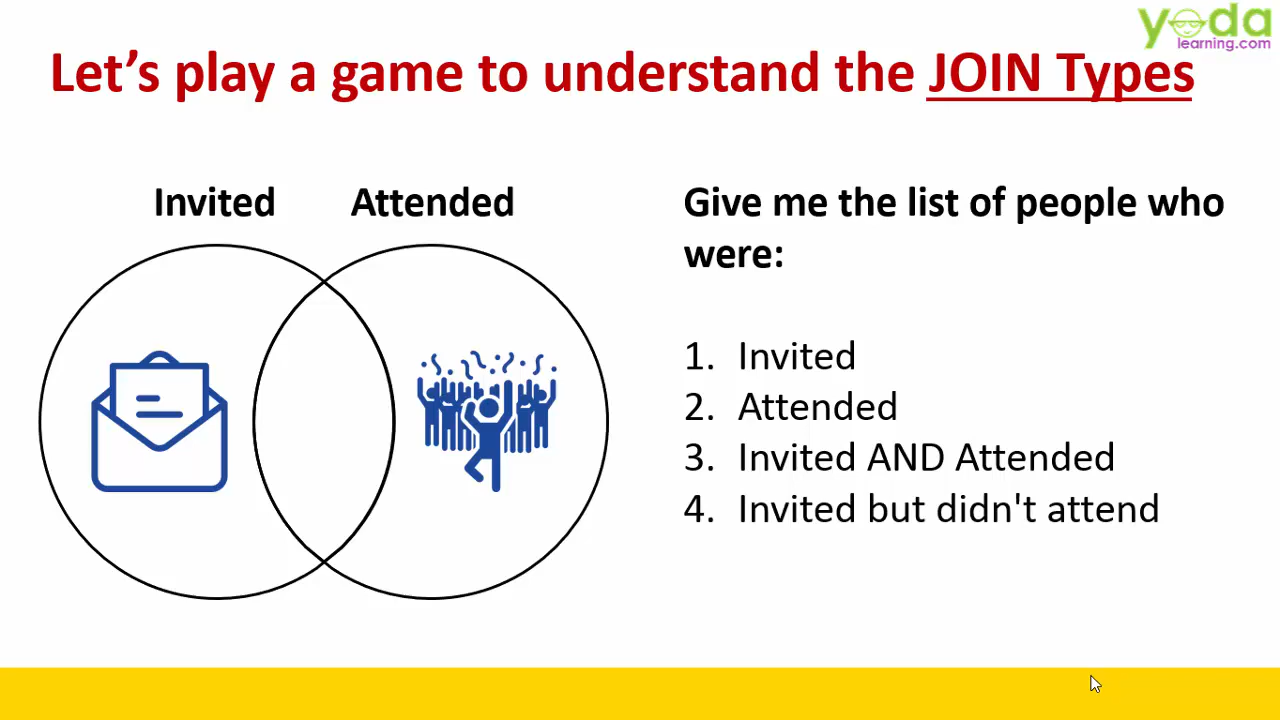 yoda
learning.com
Let's play a game to understand the JOIN Types
Invited
Attended
Give me the list of people who
were:
1. Invited
2. Attended
3. Invited AND Attended
4. Invited but didn't attend